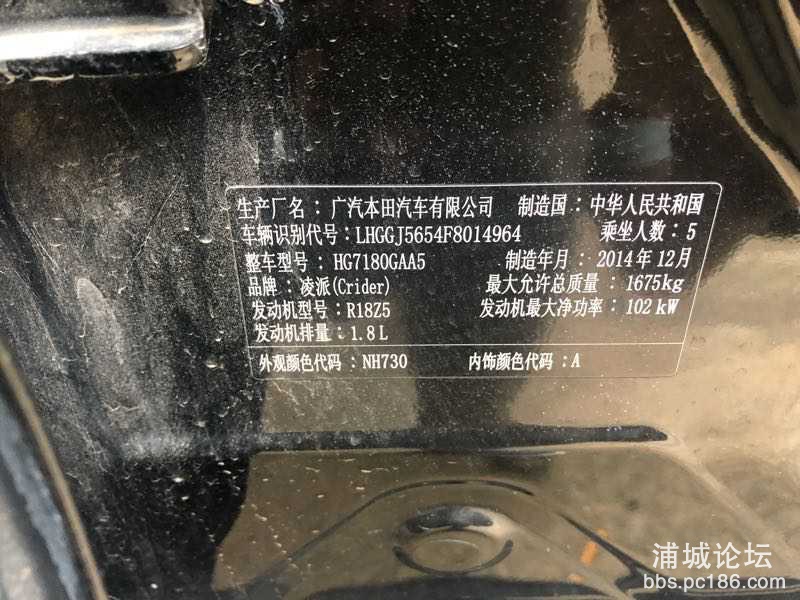 生产厂名：广汽本田汽车有限公司 制造国：中华人民共和国
车辆识别代号：LHGGJ5654F8014964 乘坐人数：5
整车型号：HG7180GAA5 制造年月：2014年12月
品牌：凌派(Crider) 最大允许总质量：1675kg
发动机型号：R18Z5 发动机最大净功率：102kW
发动机排量：1.8L
外观颜色代码：NH730 内饰颜色代码：A
浦城论坛
bbs.pc186.com